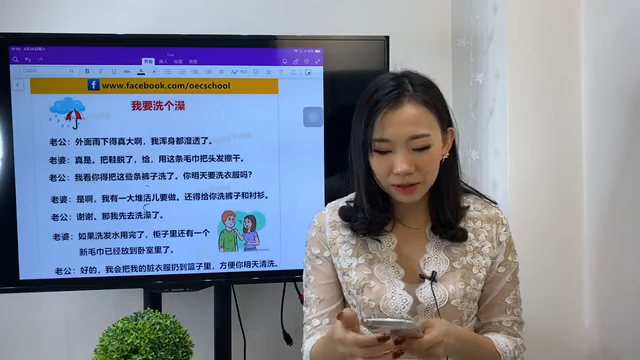 www.facebook.com/oecschool
我要洗个澡
老公：外面雨下得真大啊，我浑身都湿透了。
老婆：真是。把鞋脱了，给，用这条毛巾把头发擦干。
老公：我看你得把这些条裤子洗了。你明天要洗衣服吗？
老婆：是啊，我有一大堆活儿要做。还得给你洗裤子和衬衫。
老公：谢谢。那我先去洗澡了。
老婆：如果洗发水用完了，柜子里还有一个
新毛巾已经放到卧室里了。
老公：好的，我会把我的脏衣服扔到篮子里，方便你明天清洗。